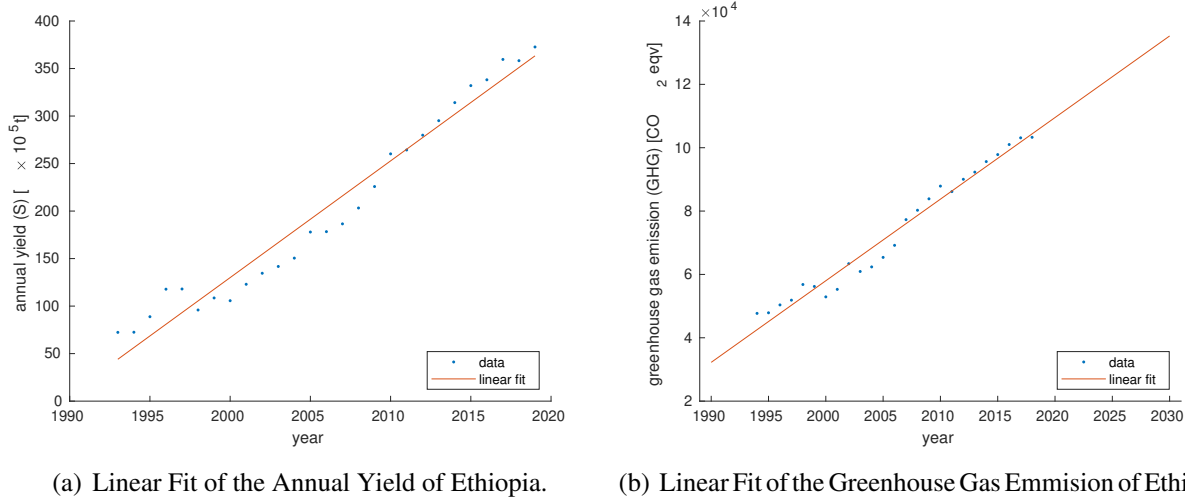 400
350
300
250
200
150
100
50
0
annual yield (S) [ × 10 5 t]
1990 1995 2000 2005 2010 2015 2020
year
data
linear fit
(a) Linear Fit of the Annual Yield of Ethiopia.
×10 4
14
12
10
8
6
4
2
greenhouse gas emission (GHG) [CO 2 eqv]
1990 1995 2000 2005 2010 2015 2020 2025 2030
year
data
linear fit
(b) Linear Fit of the Greenhouse Gas Emmision of Ethi